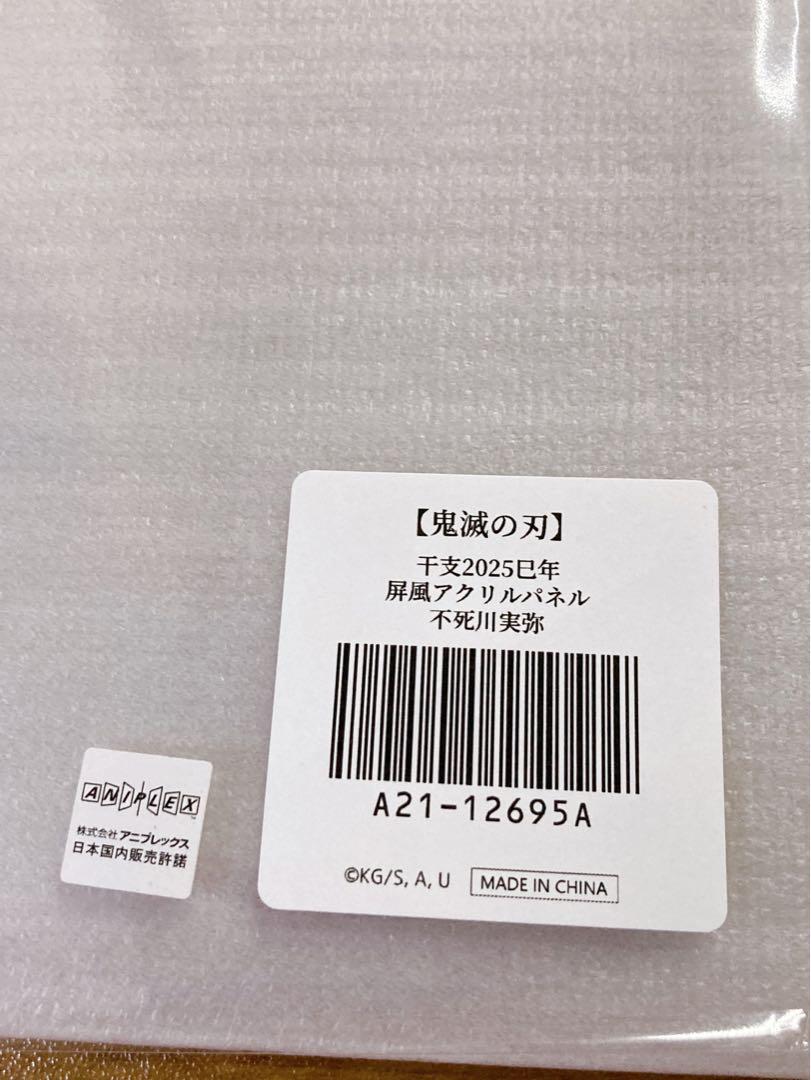 【鬼滅の刃】
干支2025巳年
屏風アクリルパネル
不死川実弥
A21-12695A
©KG/S, A, U
MADE IN CHINA
ANIPLEX™
株式会社 アニプレックス
日本国内販売許諾